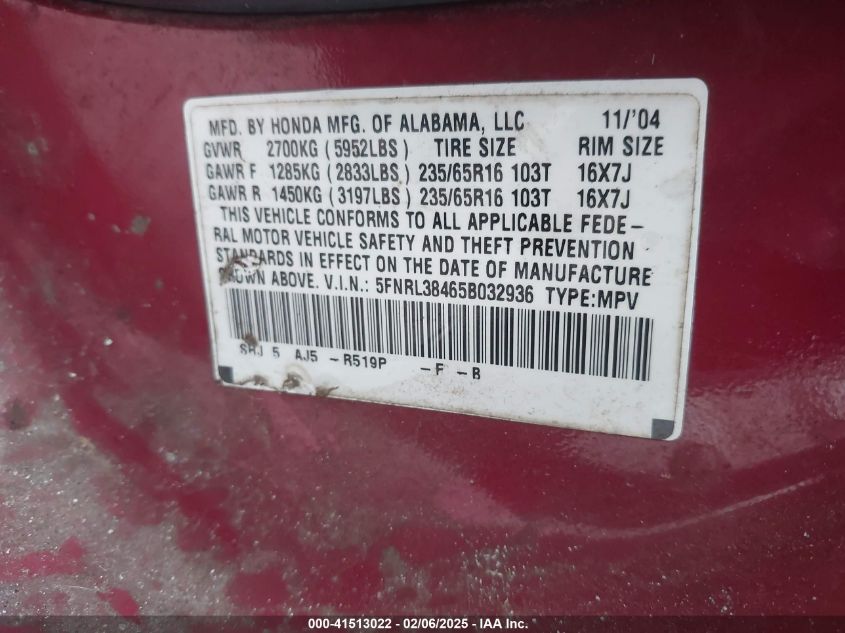 MFD. BY HONDA MFG. OF ALABAMA, LLC 11/'04
GVWR 2700KG (5952LBS) TIRE SIZE RIM SIZE
GAWR F 1285KG (2833LBS) 235/65R16 103T 16X7J
GAWR R 1450KG (3197LBS) 235/65R16 103T 16X7J
THIS VEHICLE CONFORMS TO ALL APPLICABLE FEDE-
RAL MOTOR VEHICLE SAFETY AND THEFT PREVENTION
STANDARDS IN EFFECT ON THE DATE OF MANUFACTURE
SHOWN ABOVE. V.I.N.: 5FNRL38465B032936 TYPE:MPV
SHJ 5 AJ5 -R519P -F -B
000-41513022 - 02/06/2025 - IAA Inc.